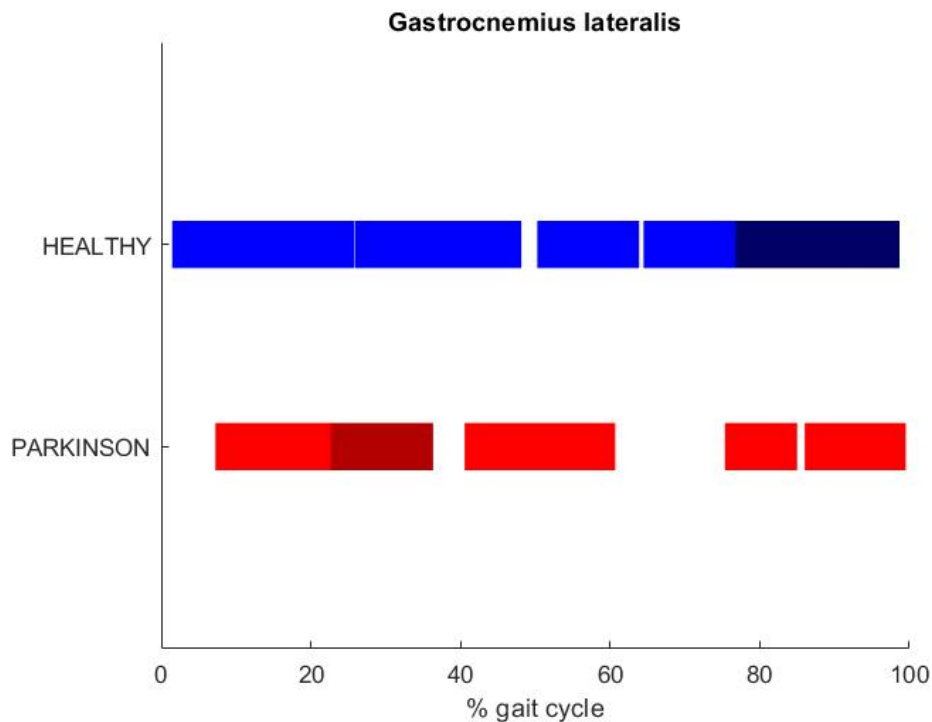 Gastrocnemius lateralis
HEALTHY
PARKINSON
0 20 40 60 80 100
% gait cycle